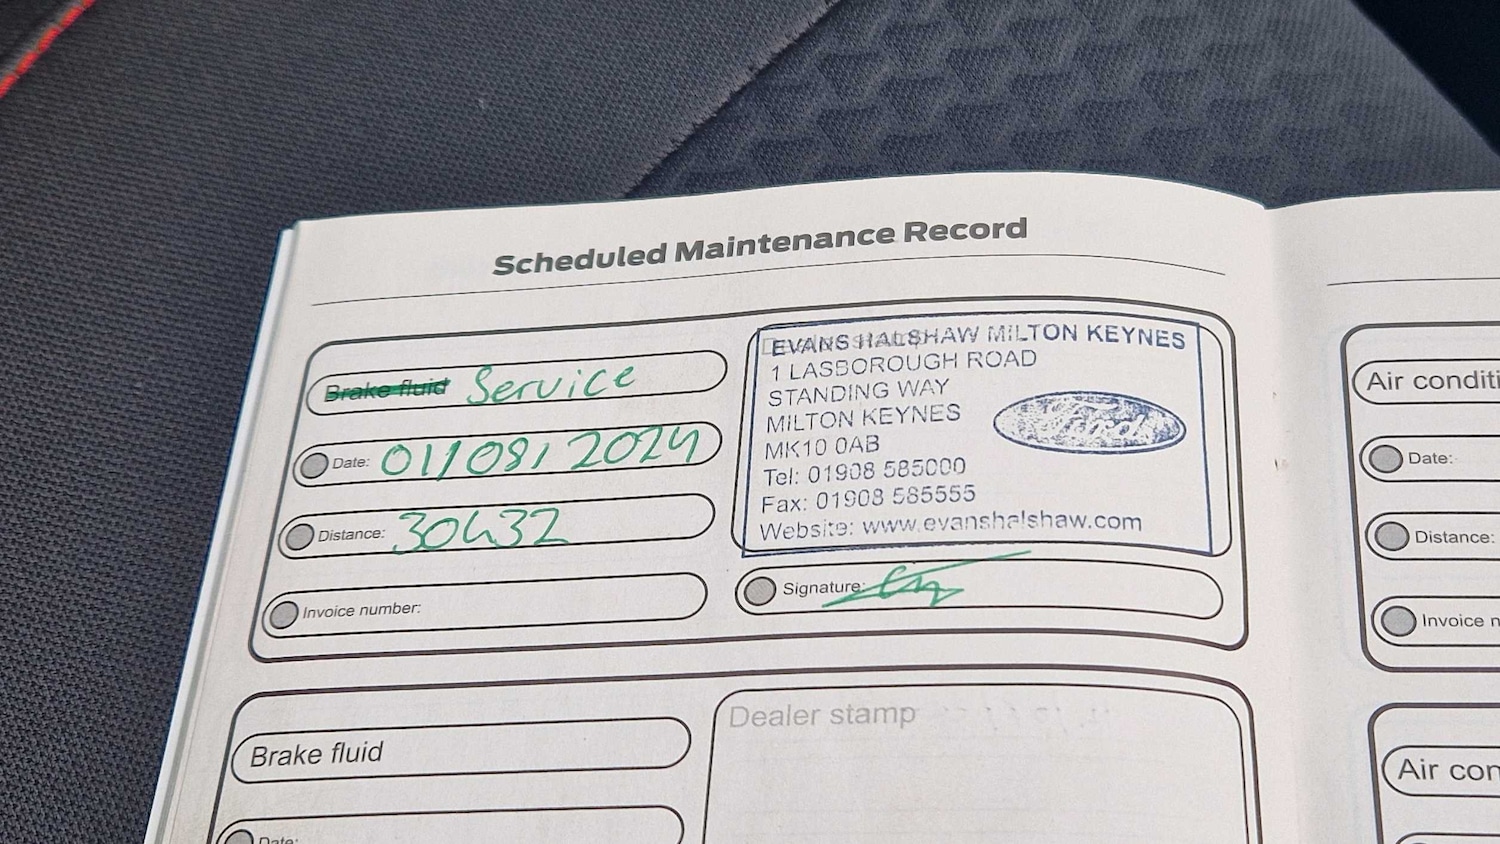 Scheduled Maintenance Record
Brake fluid Service
Date: 01/08/2024
Distance: 30432
Invoice number:
EVANS HALSHAW MILTON KEYNES
1 LASBOROUGH ROAD
STANDING WAY
MILTON KEYNES
MK10 0AB
Tel: 01908 585000
Fax: 01908 585555
Website: www.evanshalshaw.com
Ford
Signature:
Brake fluid
Date:
Dealer stamp
Air conditi
Date:
Distance:
Invoice n
Air con